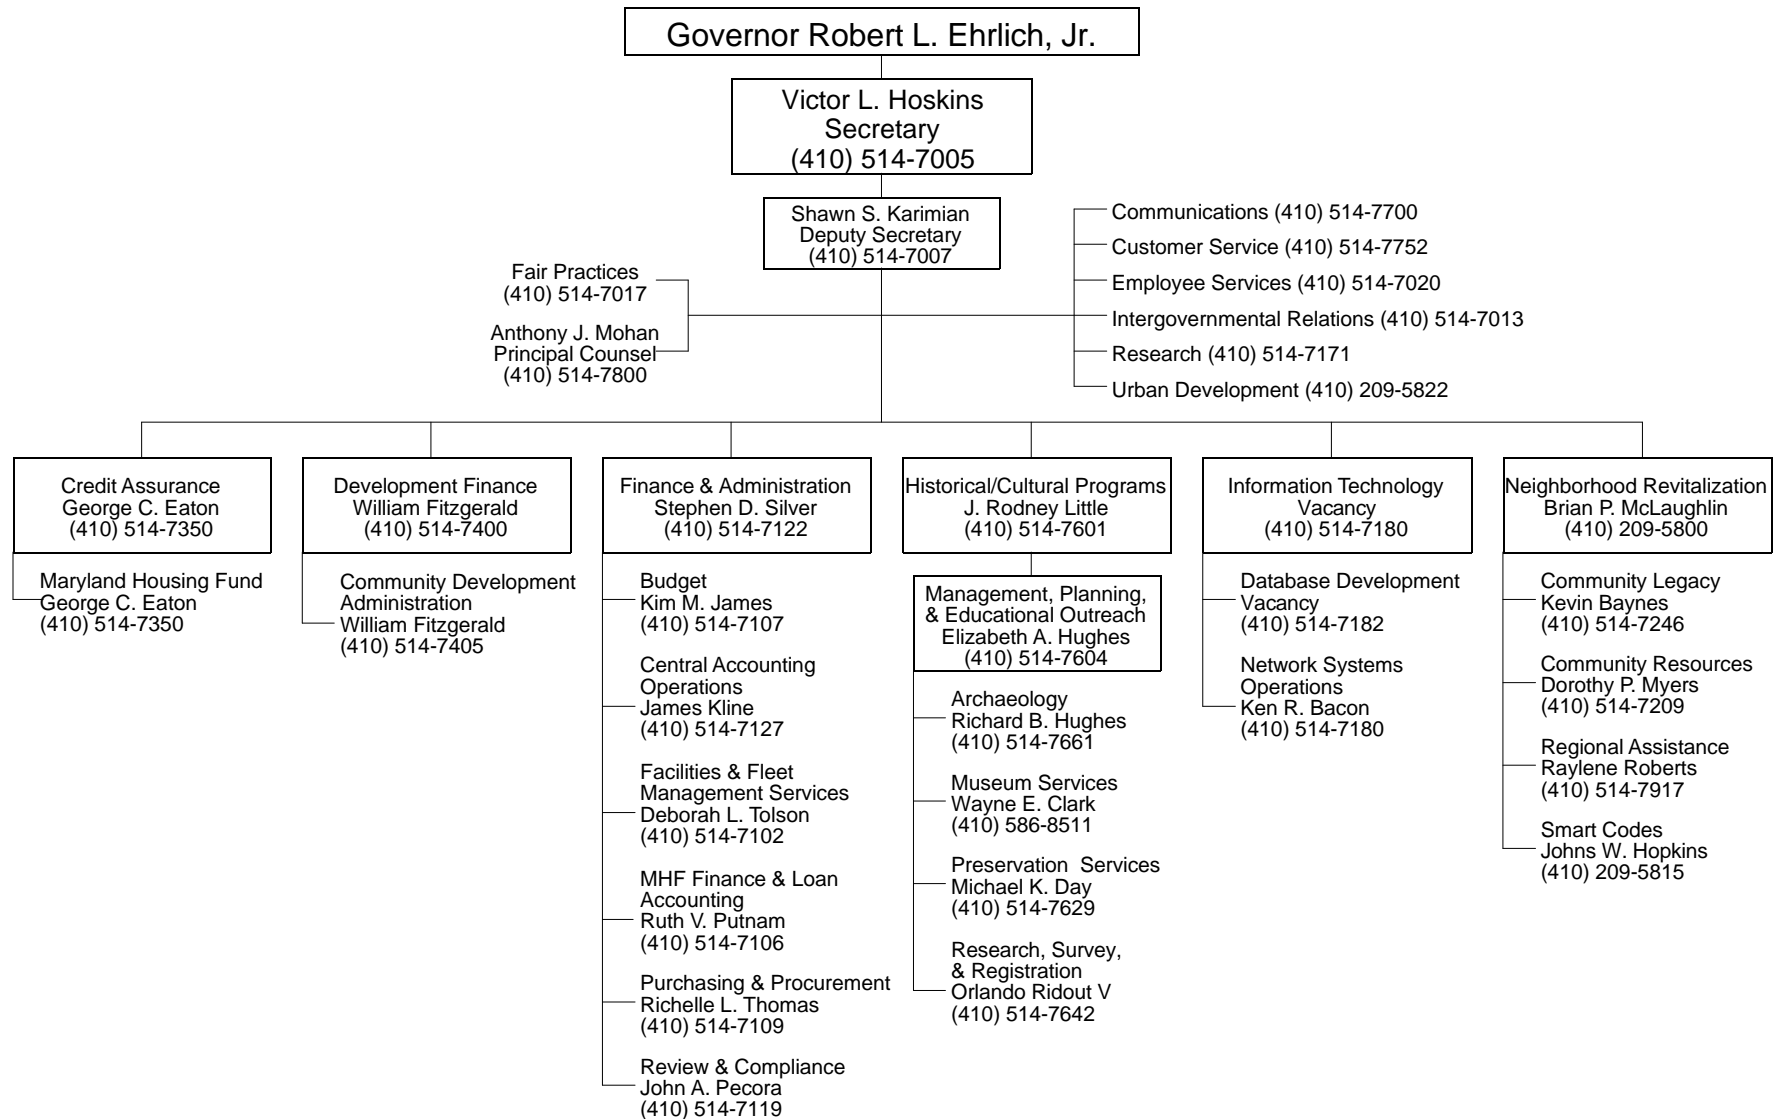 Governor Robert L. Ehrlich, Jr.
Victor L. Hoskins
Secretary
(410) 514-7005
Shawn S. Karimian
Deputy Secretary
(410) 514-7007
Fair Practices
(410) 514-7017
Anthony J. Mohan
Principal Counsel
(410) 514-7800
Communications (410) 514-7700
Customer Service (410) 514-7752
Employee Services (410) 514-7020
Intergovernmental Relations (410) 514-7013
Research (410) 514-7171
Urban Development (410) 209-5822
Credit Assurance
George C. Eaton
(410) 514-7350
Maryland Housing Fund
George C. Eaton
(410) 514-7350
Development Finance
William Fitzgerald
(410) 514-7400
Community Development
Administration
William Fitzgerald
(410) 514-7405
Finance & Administration
Stephen D. Silver
(410) 514-7122
Budget
Kim M. James
(410) 514-7107
Central Accounting
Operations
James Kline
(410) 514-7127
Facilities & Fleet
Management Services
Deborah L. Tolson
(410) 514-7102
MHF Finance & Loan
Accounting
Ruth V. Putnam
(410) 514-7106
Purchasing & Procurement
Richelle L. Thomas
(410) 514-7109
Review & Compliance
John A. Pecora
(410) 514-7119
Historical/Cultural Programs
J. Rodney Little
(410) 514-7601
Management, Planning,
& Educational Outreach
Elizabeth A. Hughes
(410) 514-7604
Archaeology
Richard B. Hughes
(410) 514-7661
Museum Services
Wayne E. Clark
(410) 586-8511
Preservation Services
Michael K. Day
(410) 514-7629
Research, Survey,
& Registration
Orlando Ridout V
(410) 514-7642
Information Technology
Vacancy
(410) 514-7180
Database Development
Vacancy
(410) 514-7182
Network Systems
Operations
Ken R. Bacon
(410) 514-7180
Neighborhood Revitalization
Brian P. McLaughlin
(410) 209-5800
Community Legacy
Kevin Baynes
(410) 514-7246
Community Resources
Dorothy P. Myers
(410) 514-7209
Regional Assistance
Raylene Roberts
(410) 514-7917
Smart Codes
Johns W. Hopkins
(410) 209-5815